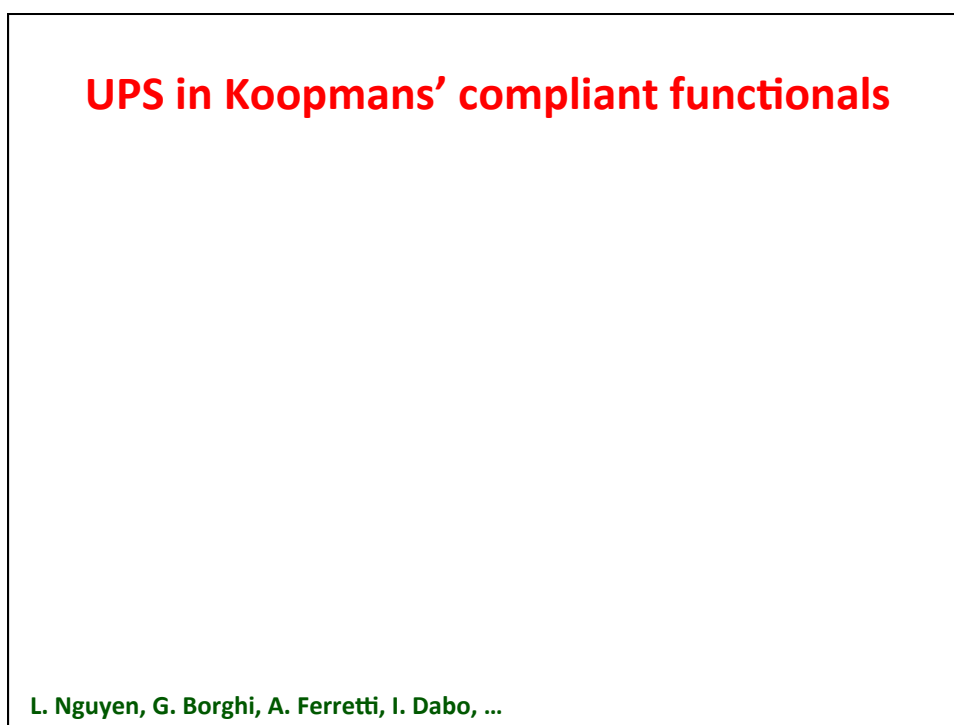 UPS in Koopmans’ compliant functionals
L. Nguyen, G. Borghi, A. Ferretti, I. Dabo, ...